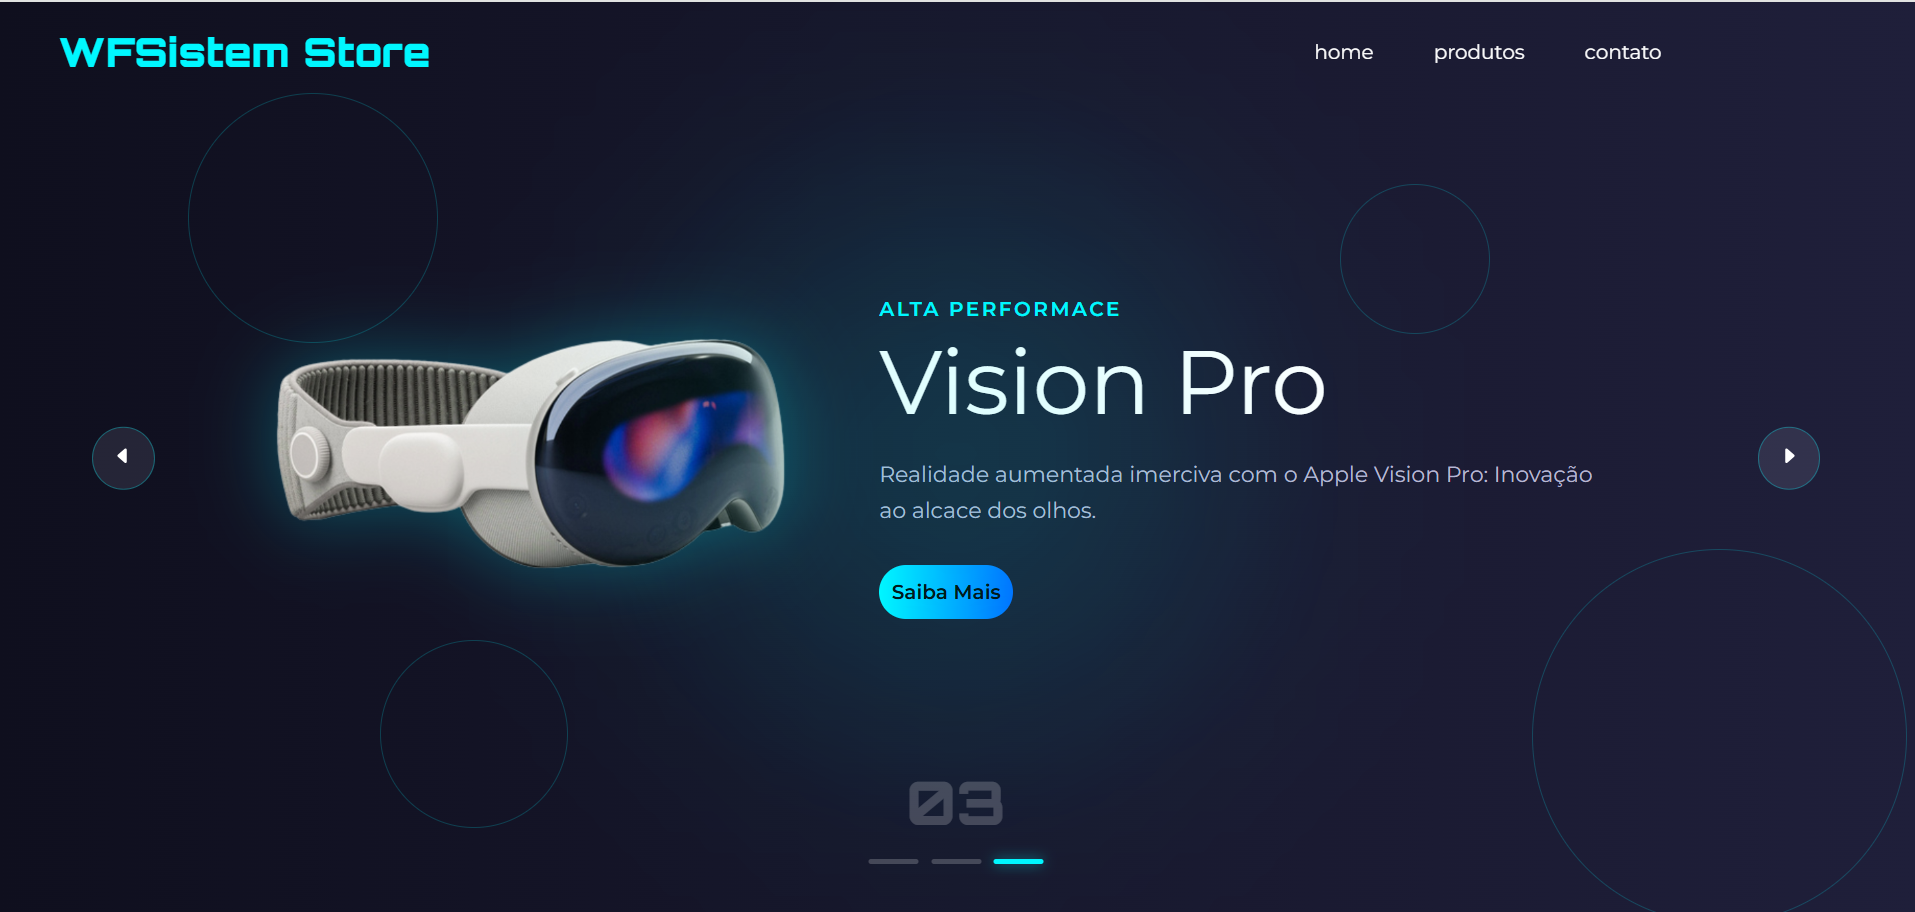 WFSistem Store
home
produtos
contato
ALTA PERFORMACE
Vision Pro
Realidade aumentada imerciva com o Apple Vision Pro: Inovação
ao alcace dos olhos.
Saiba Mais
03